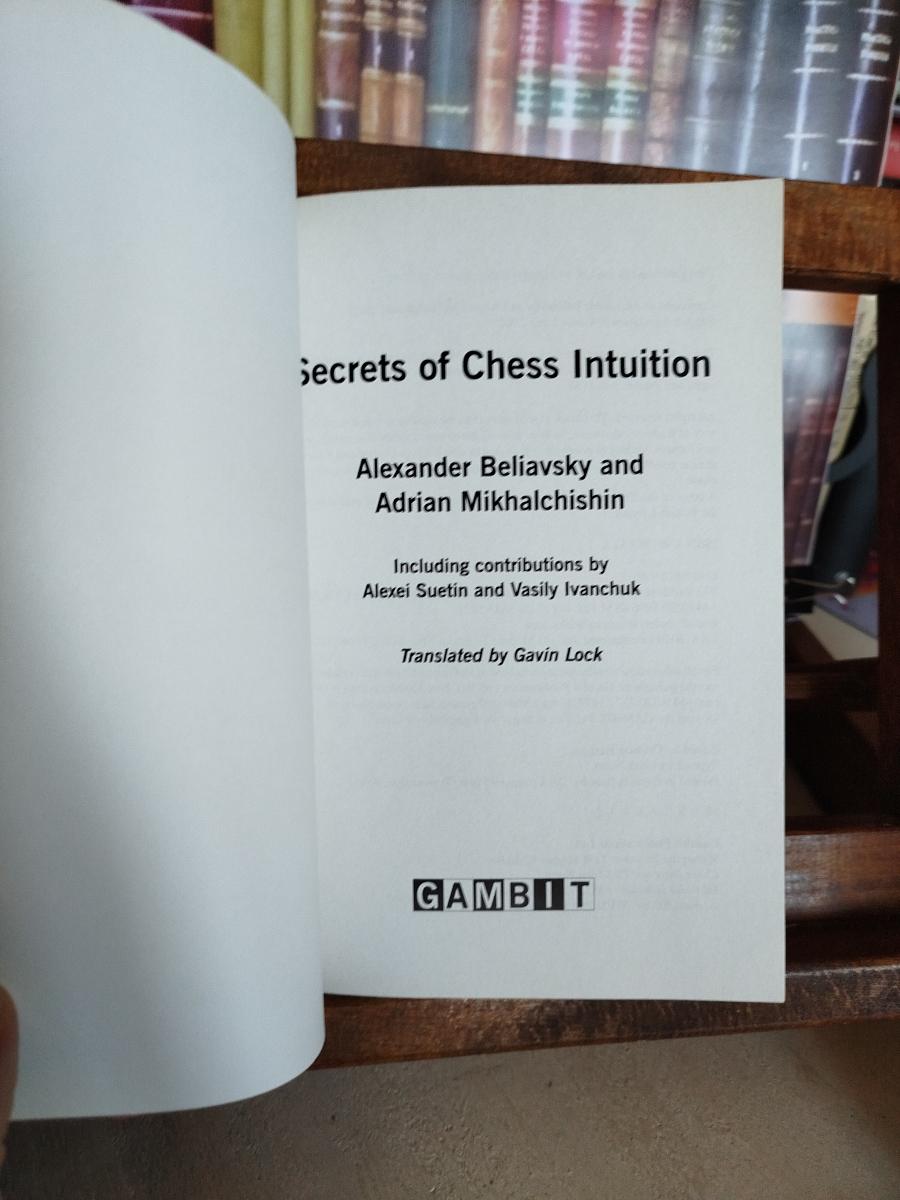 Secrets of Chess Intuition
Alexander Beliavsky and
Adrian Mikhalchishin
Including contributions by
Alexei Suetin and Vasily Ivanchuk
Translated by Gavin Lock
GAMBIT